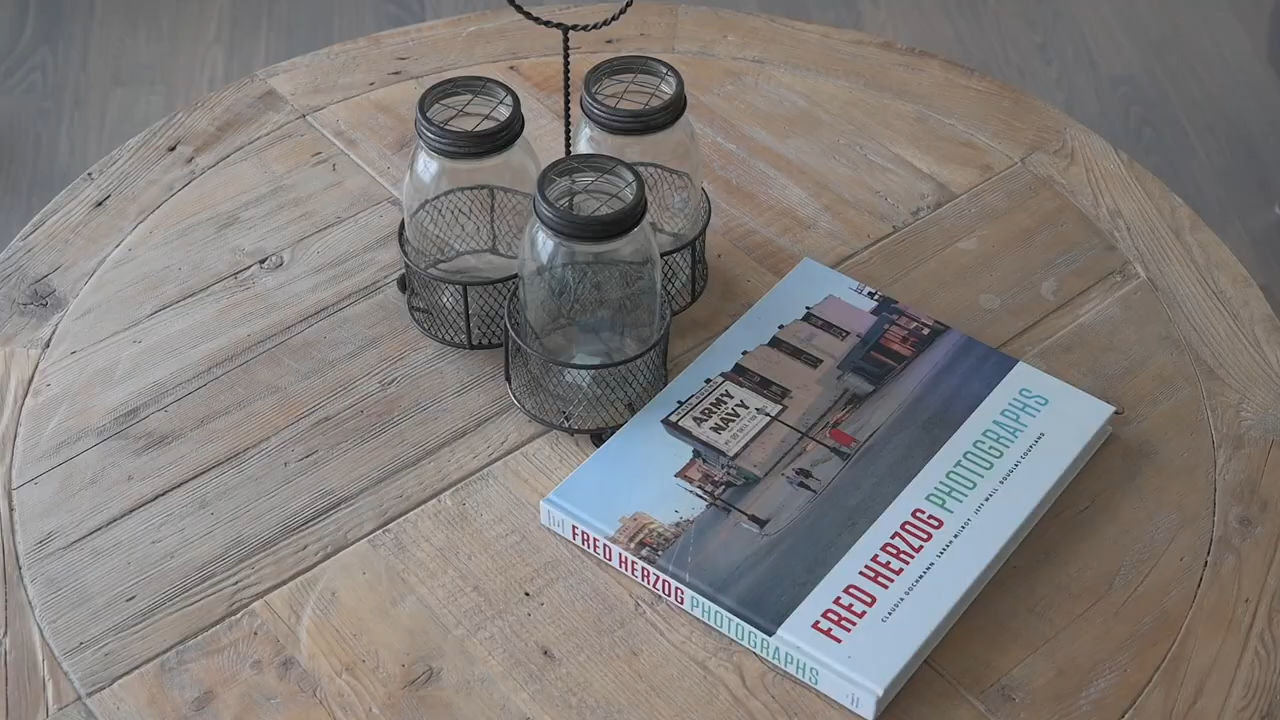 ARMY
NAVY
FRED HERZOG PHOTOGRAPHS
CLAUDIA GOCHMANN SARAH MILROY JEFF WALL DOUGLAS COUPLAND
FRED HERZOG PHOTOGRAPHS